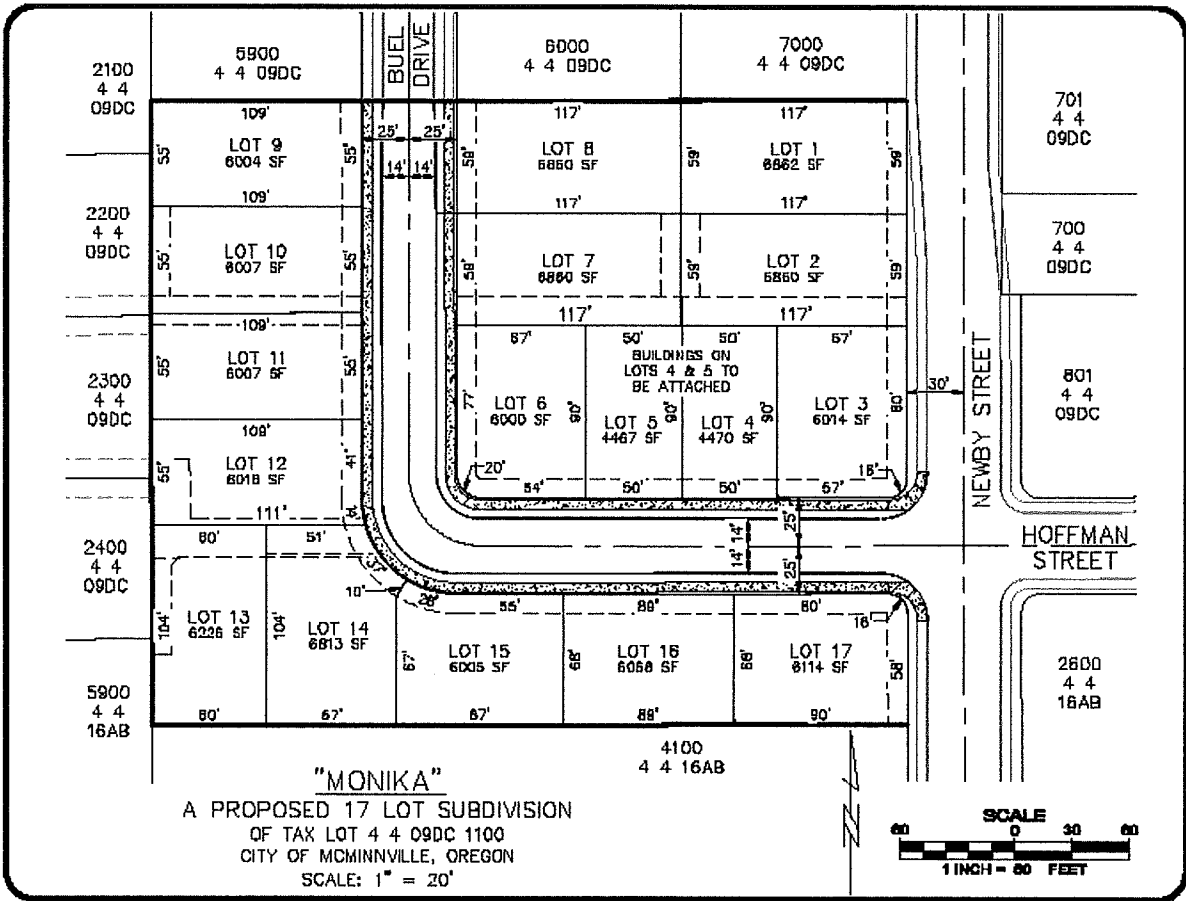 5900
4 4 09DC
BUEL
DRIVE
6000
4 4 09DC
7000
4 4 09DC
2100
4 4
09DC
701
4 4
09DC
109'
25'
25'
117'
117'
55'
LOT 9
6004 SF
55'
14'
14'
59'
LOT 8
6860 SF
59'
LOT 1
6862 SF
59'
109'
117'
117'
2200
4 4
09DC
55'
LOT 10
6007 SF
55'
59'
LOT 7
6860 SF
59'
LOT 2
6860 SF
59'
700
4 4
09DC
109'
117'
117'
2300
4 4
09DC
55'
LOT 11
6007 SF
55'
67'
50'
50'
67'
BUILDINGS ON
LOTS 4 & 5 TO
BE ATTACHED
77'
LOT 6
6000 SF
90'
LOT 5
4467 SF
90'
LOT 4
4470 SF
90'
LOT 3
6014 SF
80'
30'
NEWBY STREET
801
4 4
09DC
109'
55'
LOT 12
6018 SF
41'
20'
16'
54'
50'
50'
57'
111'
2400
4 4
09DC
60'
51'
14'
25'
14'
25'
HOFFMAN
STREET
37'
10'
28'
55'
69'
80'
16'
104'
LOT 13
6226 SF
104'
LOT 14
6613 SF
67'
LOT 15
6005 SF
68'
LOT 16
6068 SF
68'
LOT 17
6114 SF
58'
2600
4 4
16AB
5900
4 4
16AB
60'
67'
67'
69'
90'
4100
4 4 16AB
"MONIKA"
A PROPOSED 17 LOT SUBDIVISION
OF TAX LOT 4 4 09DC 1100
CITY OF MCMINNVILLE, OREGON
SCALE: 1" = 20'
N
SCALE
60 0 30 60
1 INCH = 60 FEET